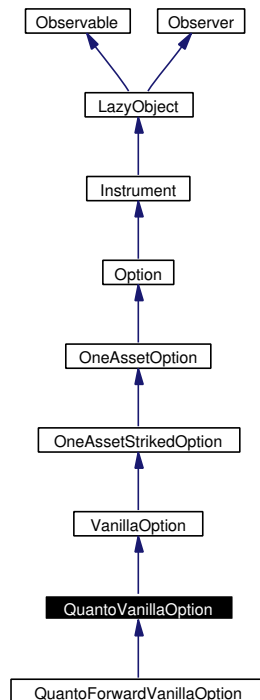 Observable
Observer
LazyObject
Instrument
Option
OneAssetOption
OneAssetStrikedOption
VanillaOption
QuantoVanillaOption
QuantoForwardVanillaOption